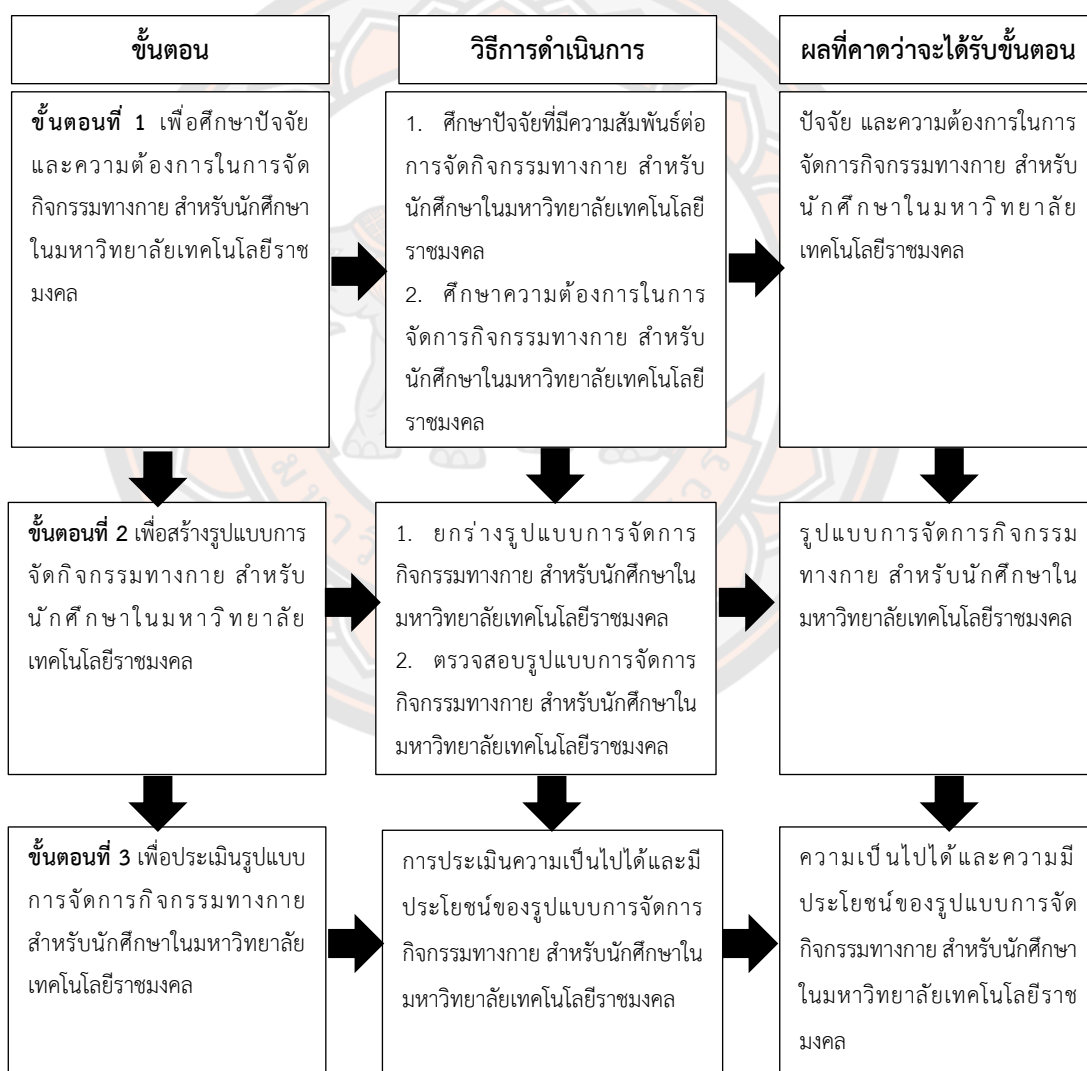 ขั้นตอน
วิธีการดำเนินการ
ผลที่คาดว่าจะได้รับขั้นตอน
ขั้นตอนที่ 1 เพื่อศึกษาปัจจัย
และความต้องการในการจัด
กิจกรรมทางกาย สำหรับนักศึกษา
ในมหาวิทยาลัยเทคโนโลยีราช
มงคล
1. ศึกษาปัจจัยที่มีความสัมพันธ์ต่อ
การจัดกิจกรรมทางกาย สำหรับ
นักศึกษาในมหาวิทยาลัยเทคโนโลยี
ราชมงคล
2. ศึกษาความต้องการในการ
จัดการกิจกรรมทางกาย สำหรับ
นักศึกษาในมหาวิทยาลัยเทคโนโลยี
ราชมงคล
ปัจจัย และความต้องการในการ
จัดการกิจกรรมทางกาย สำหรับ
นักศึกษาในมหาวิทยาลัย
เทคโนโลยีราชมงคล
ขั้นตอนที่ 2 เพื่อสร้างรูปแบบการ
จัดกิจกรรมทางกาย สำหรับ
นักศึกษาในมหาวิทยาลัย
เทคโนโลยีราชมงคล
1. ยกร่างรูปแบบการจัดการ
กิจกรรมทางกาย สำหรับนักศึกษาใน
มหาวิทยาลัยเทคโนโลยีราชมงคล
2. ตรวจสอบรูปแบบการจัดการ
กิจกรรมทางกาย สำหรับนักศึกษาใน
มหาวิทยาลัยเทคโนโลยีราชมงคล
รูปแบบการจัดการกิจกรรม
ทางกาย สำหรับนักศึกษาใน
มหาวิทยาลัยเทคโนโลยีราชมงคล
ขั้นตอนที่ 3 เพื่อประเมินรูปแบบ
การจัดการกิจกรรมทางกาย
สำหรับนักศึกษาในมหาวิทยาลัย
เทคโนโลยีราชมงคล
การประเมินความเป็นไปได้และมี
ประโยชน์ของรูปแบบการจัดการ
กิจกรรมทางกาย สำหรับนักศึกษาใน
มหาวิทยาลัยเทคโนโลยีราชมงคล
ความเป็นไปได้และความมี
ประโยชน์ของรูปแบบการจัด
กิจกรรมทางกาย สำหรับนักศึกษา
ในมหาวิทยาลัยเทคโนโลยีราช
มงคล